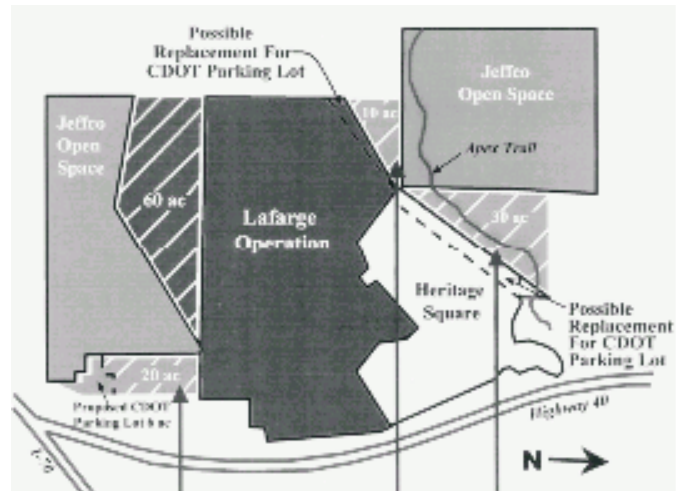 Possible
Replacement For
CDOT Parking Lot
Jeffco
Open Space
10 ac
Apex Trail
Jeffco
Open
Space
60 ac
Lafarge
Operation
30 ac
Heritage
Square
Possible
Replacement
For CDOT
Parking Lot
20 ac
Proposed CDOT
Parking Lot 6 ac
Highway 40
I-70
N